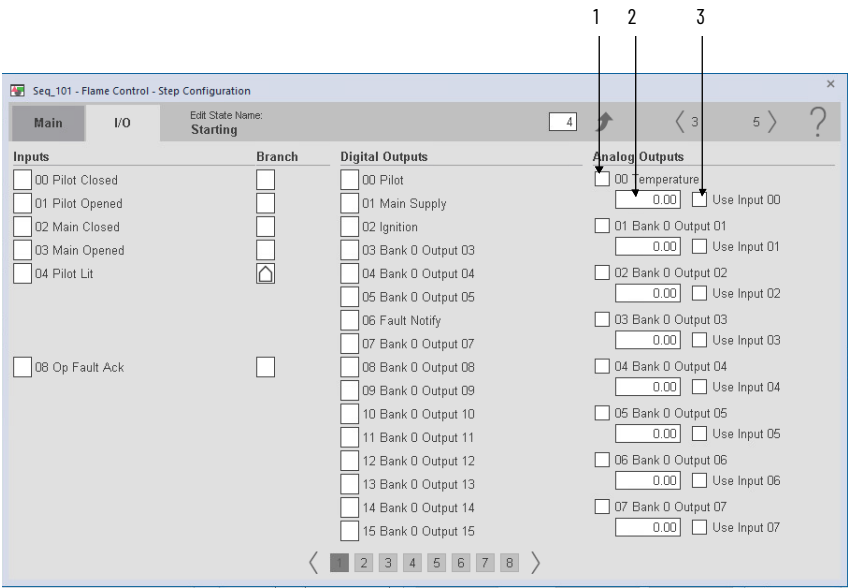 1 2 3
Seq_101 - Flame Control - Step Configuration ×
Main I/O Edit State Name: Starting 4 3 5 ?
Inputs Branch Digital Outputs Analog Outputs
00 Pilot Closed
01 Pilot Opened
02 Main Closed
03 Main Opened
04 Pilot Lit
08 Op Fault Ack
00 Pilot
01 Main Supply
02 Ignition
03 Bank 0 Output 03
04 Bank 0 Output 04
05 Bank 0 Output 05
06 Fault Notify
07 Bank 0 Output 07
08 Bank 0 Output 08
09 Bank 0 Output 09
10 Bank 0 Output 10
11 Bank 0 Output 11
12 Bank 0 Output 12
13 Bank 0 Output 13
14 Bank 0 Output 14
15 Bank 0 Output 15
00 Temperature
0.00 Use Input 00
01 Bank 0 Output 01
0.00 Use Input 01
02 Bank 0 Output 02
0.00 Use Input 02
03 Bank 0 Output 03
0.00 Use Input 03
04 Bank 0 Output 04
0.00 Use Input 04
05 Bank 0 Output 05
0.00 Use Input 05
06 Bank 0 Output 06
0.00 Use Input 06
07 Bank 0 Output 07
0.00 Use Input 07
1 2 3 4 5 6 7 8